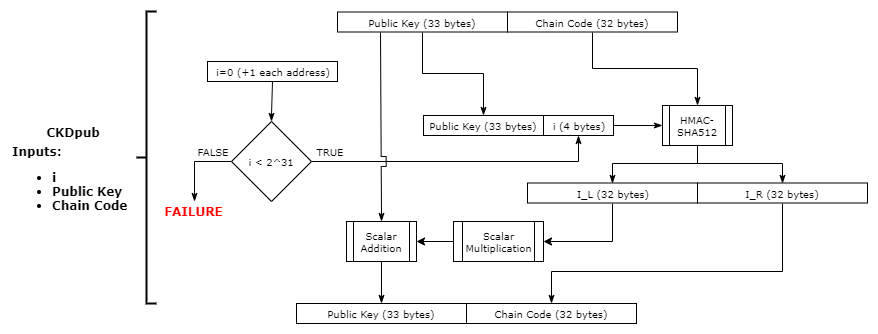 Public Key (33 bytes)
Chain Code (32 bytes)
i=0 (+1 each address)
Public Key (33 bytes)
i (4 bytes)
HMAC-
SHA512
CKDpub
Inputs:
• i
• Public Key
• Chain Code
FALSE
i < 2^31
TRUE
FAILURE
I_L (32 bytes)
I_R (32 bytes)
Scalar
Addition
Scalar
Multiplication
Public Key (33 bytes)
Chain Code (32 bytes)